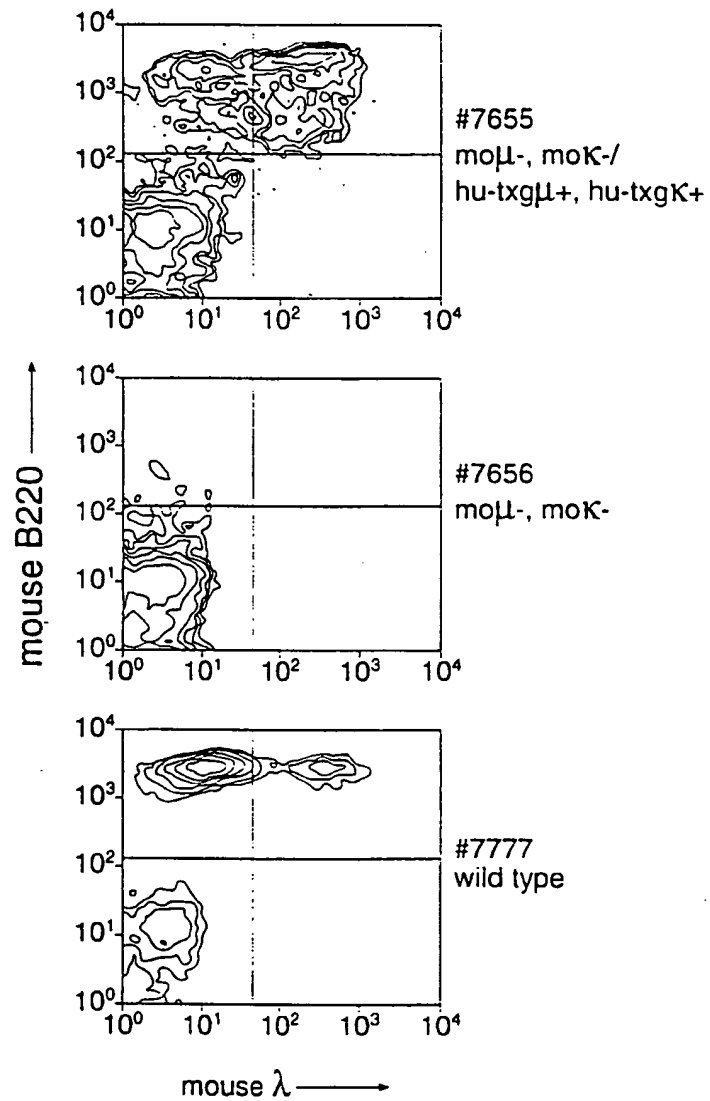 10⁴
10³
10²
10¹
10⁰
10⁰ 10¹ 10² 10³ 10⁴
#7655
moμ-, moκ-/
hu-txgμ+, hu-txgκ+
10⁴
10³
10²
10¹
10⁰
10⁰ 10¹ 10² 10³ 10⁴
#7656
moμ-, moκ-
mouse B220
10⁴
10³
10²
10¹
10⁰
10⁰ 10¹ 10² 10³ 10⁴
#7777
wild type
mouse λ